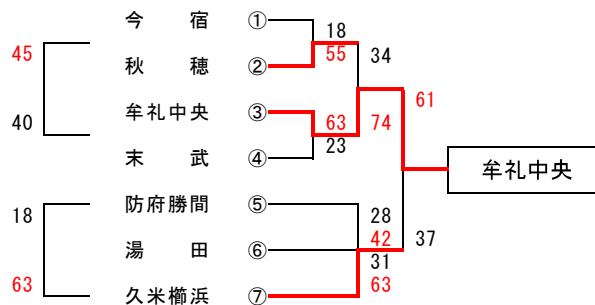 今 宿 ①
18
45 秋 穂 ② 55 34
牟礼中央 ③ 63 74 61
40 23
末 武 ④ 牟礼中央
防府勝間 ⑤
18 28
湯 田 ⑥ 42 37
31
63 久米櫛浜 ⑦ 63